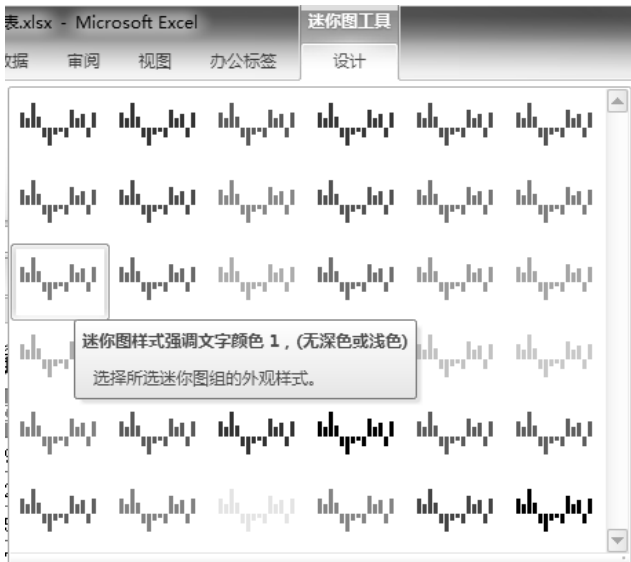 表.xlsx - Microsoft Excel
迷你图工具
数据 审阅 视图 办公标签 设计
迷你图样式强调文字颜色 1，(无深色或浅色)
选择所选迷你图组的外观样式。